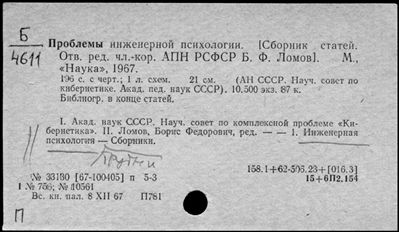 Б
4611
Проблемы инженерной психологии. [Сборник статей.
Отв. ред. чл.-кор. АПН РСФСР Б. Ф. Ломов]. М.,
«Наука», 1967.
196 с. с черт.; 1 л. схем. 21 см. (АН СССР. Науч. совет по
кибернетике. Акад. пед. наук СССР). 10.500 экз. 87 к.
Библиогр. в конце статей.
I. Акад. наук СССР. Науч. совет по комплексной проблеме «Ки-
бернетика». II. Ломов, Борис Федорович, ред. — — 1. Инженерная
психология — Сборники.
158.1+62-506.23+[016.3]
№ 33130 [67-100405] п 5-3
15+6П2.154
1 № 756; № 40561
Вс. кн. пал. 8 XII 67 П781
П